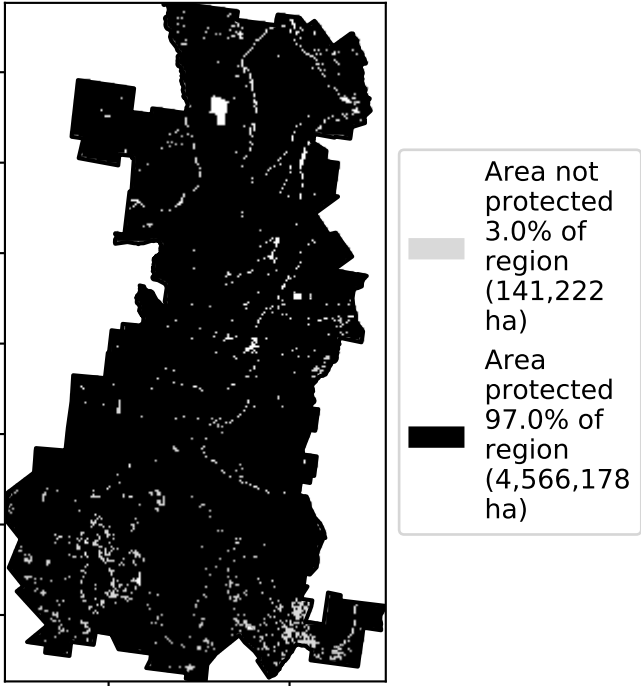 Area not
protected
3.0% of
region
(141,222
ha)
Area
protected
97.0% of
region
(4,566,178
ha)